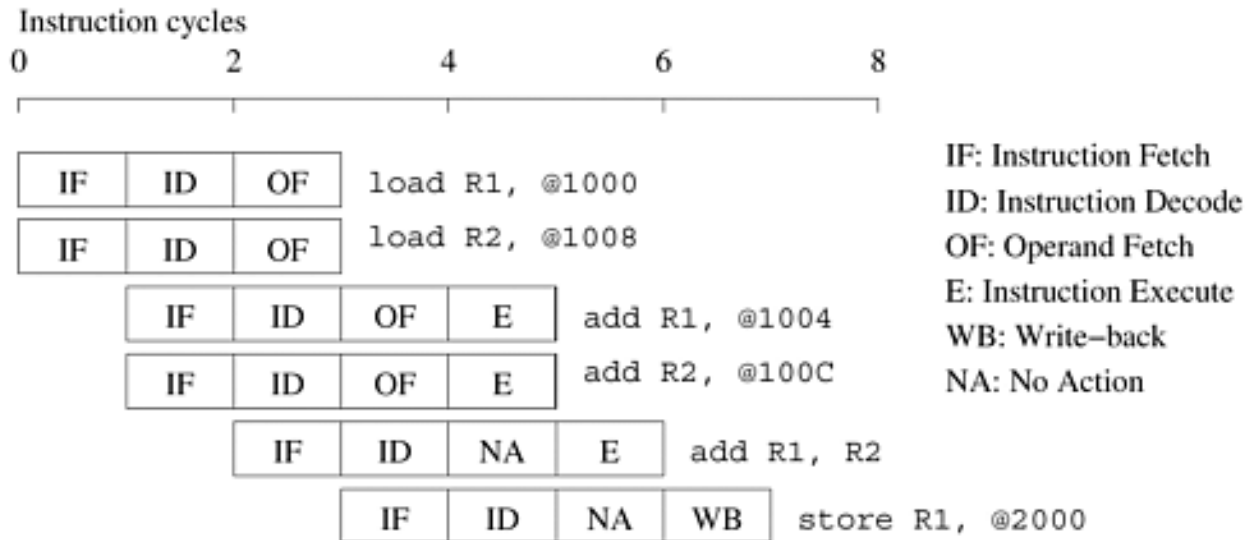 Instruction cycles
0 2 4 6 8
IF ID OF load R1, @1000
IF ID OF load R2, @1008
IF ID OF E add R1, @1004
IF ID OF E add R2, @100C
IF ID NA E add R1, R2
IF ID NA WB store R1, @2000
IF: Instruction Fetch
ID: Instruction Decode
OF: Operand Fetch
E: Instruction Execute
WB: Write−back
NA: No Action